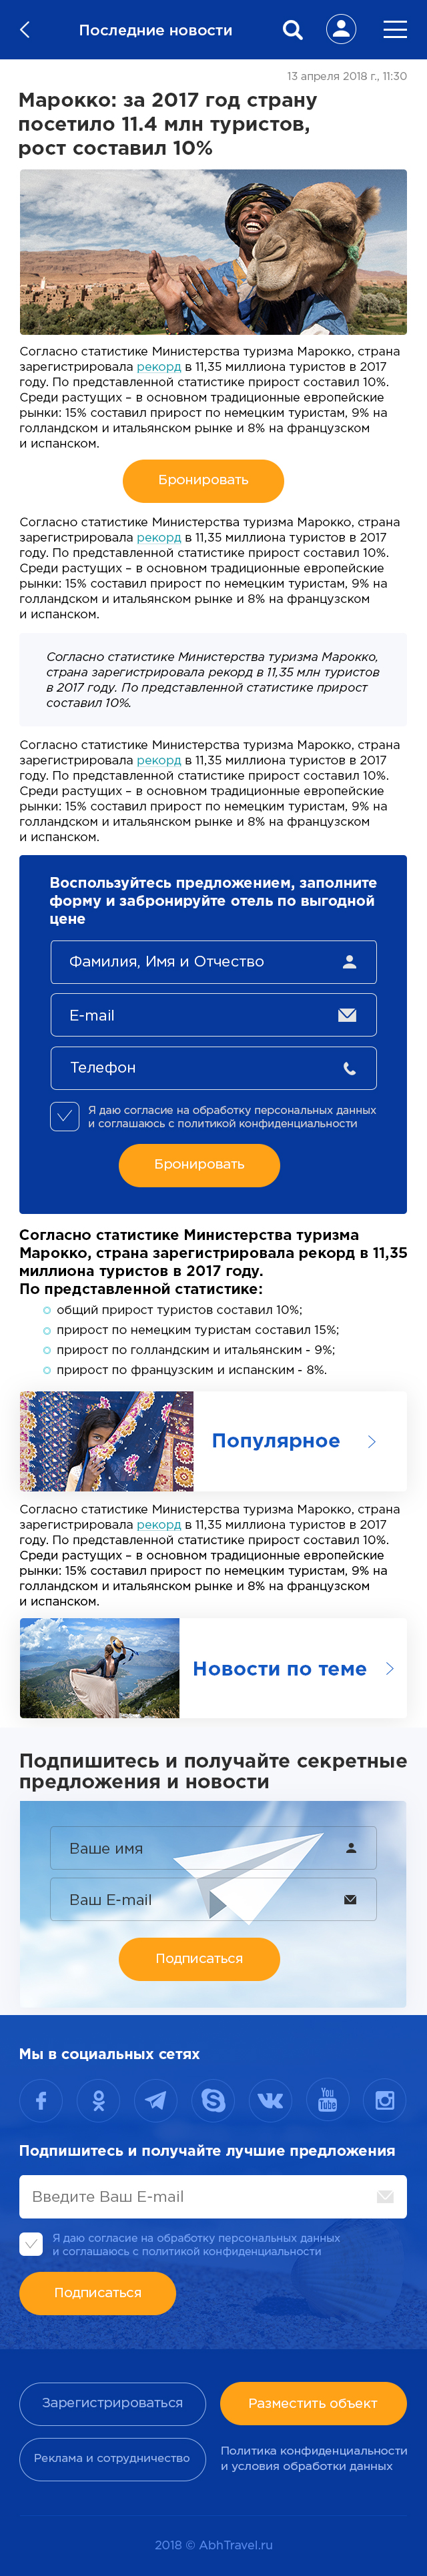 Последние новости
13 апреля 2018 г., 11:30
Марокко: за 2017 год страну
посетило 11.4 млн туристов,
рост составил 10%
Согласно статистике Министерства туризма Марокко, страна
зарегистрировала рекорд в 11,35 миллиона туристов в 2017
году. По представленной статистике прирост составил 10%.
Среди растущих – в основном традиционные европейские
рынки: 15% составил прирост по немецким туристам, 9% на
голландском и итальянском рынке и 8% на французском
и испанском.
Бронировать
Согласно статистике Министерства туризма Марокко, страна
зарегистрировала рекорд в 11,35 миллиона туристов в 2017
году. По представленной статистике прирост составил 10%.
Среди растущих – в основном традиционные европейские
рынки: 15% составил прирост по немецким туристам, 9% на
голландском и итальянском рынке и 8% на французском
и испанском.
Согласно статистике Министерства туризма Марокко,
страна зарегистрировала рекорд в 11,35 млн туристов
в 2017 году. По представленной статистике прирост
составил 10%.
Согласно статистике Министерства туризма Марокко, страна
зарегистрировала рекорд в 11,35 миллиона туристов в 2017
году. По представленной статистике прирост составил 10%.
Среди растущих – в основном традиционные европейские
рынки: 15% составил прирост по немецким туристам, 9% на
голландском и итальянском рынке и 8% на французском
и испанском.
Воспользуйтесь предложением, заполните
форму и забронируйте отель по выгодной
цене
Фамилия, Имя и Отчество
E-mail
Телефон
Я даю согласие на обработку персональных данных
и соглашаюсь с политикой конфиденциальности
Бронировать
Согласно статистике Министерства туризма
Марокко, страна зарегистрировала рекорд в 11,35
миллиона туристов в 2017 году.
По представленной статистике:
общий прирост туристов составил 10%;
прирост по немецким туристам составил 15%;
прирост по голландским и итальянским - 9%;
прирост по французским и испанским - 8%.
Популярное
Согласно статистике Министерства туризма Марокко, страна
зарегистрировала рекорд в 11,35 миллиона туристов в 2017
году. По представленной статистике прирост составил 10%.
Среди растущих – в основном традиционные европейские
рынки: 15% составил прирост по немецким туристам, 9% на
голландском и итальянском рынке и 8% на французском
и испанском.
Новости по теме
Подпишитесь и получайте секретные
предложения и новости
Ваше имя
Ваш E-mail
Подписаться
Мы в социальных сетях
You
Tube
Подпишитесь и получайте лучшие предложения
Введите Ваш E-mail
Я даю согласие на обработку персональных данных
и соглашаюсь с политикой конфиденциальности
Подписаться
Зарегистрироваться
Разместить объект
Реклама и сотрудничество
Политика конфиденциальности
и условия обработки данных
2018 © AbhTravel.ru